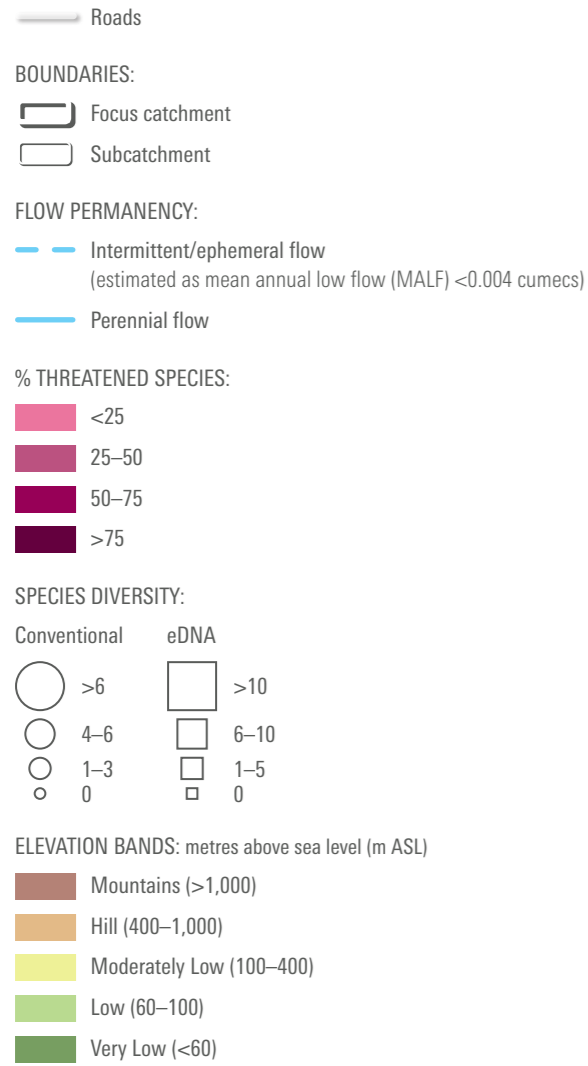 Roads
BOUNDARIES:
Focus catchment
Subcatchment
FLOW PERMANENCY:
Intermittent/ephemeral flow
(estimated as mean annual low flow (MALF) <0.004 cumecs)
Perennial flow
% THREATENED SPECIES:
<25
25–50
50–75
>75
SPECIES DIVERSITY:
Conventional eDNA
>6 >10
4–6 6–10
1–3 1–5
0 0
ELEVATION BANDS: metres above sea level (m ASL)
Mountains (>1,000)
Hill (400–1,000)
Moderately Low (100–400)
Low (60–100)
Very Low (<60)